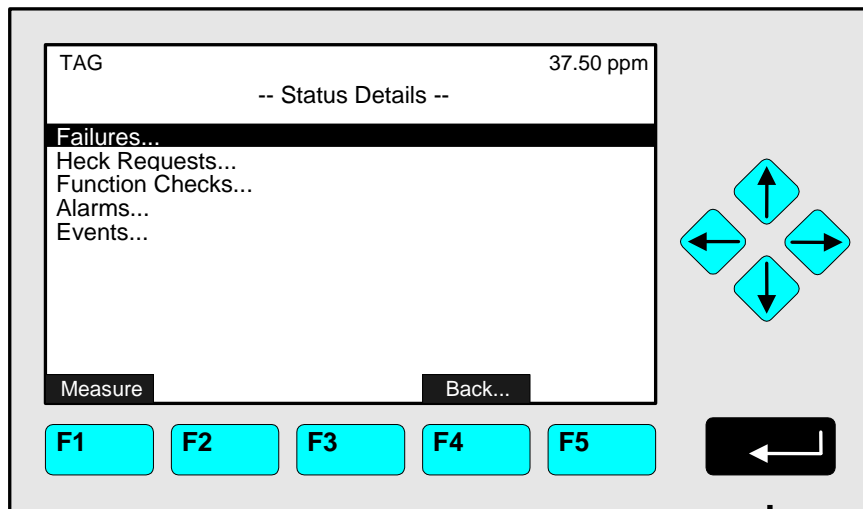 TAG 37.50 ppm
-- Status Details --
Failures...
Heck Requests...
Function Checks...
Alarms...
Events...
Measure Back...
F1 F2 F3 F4 F5